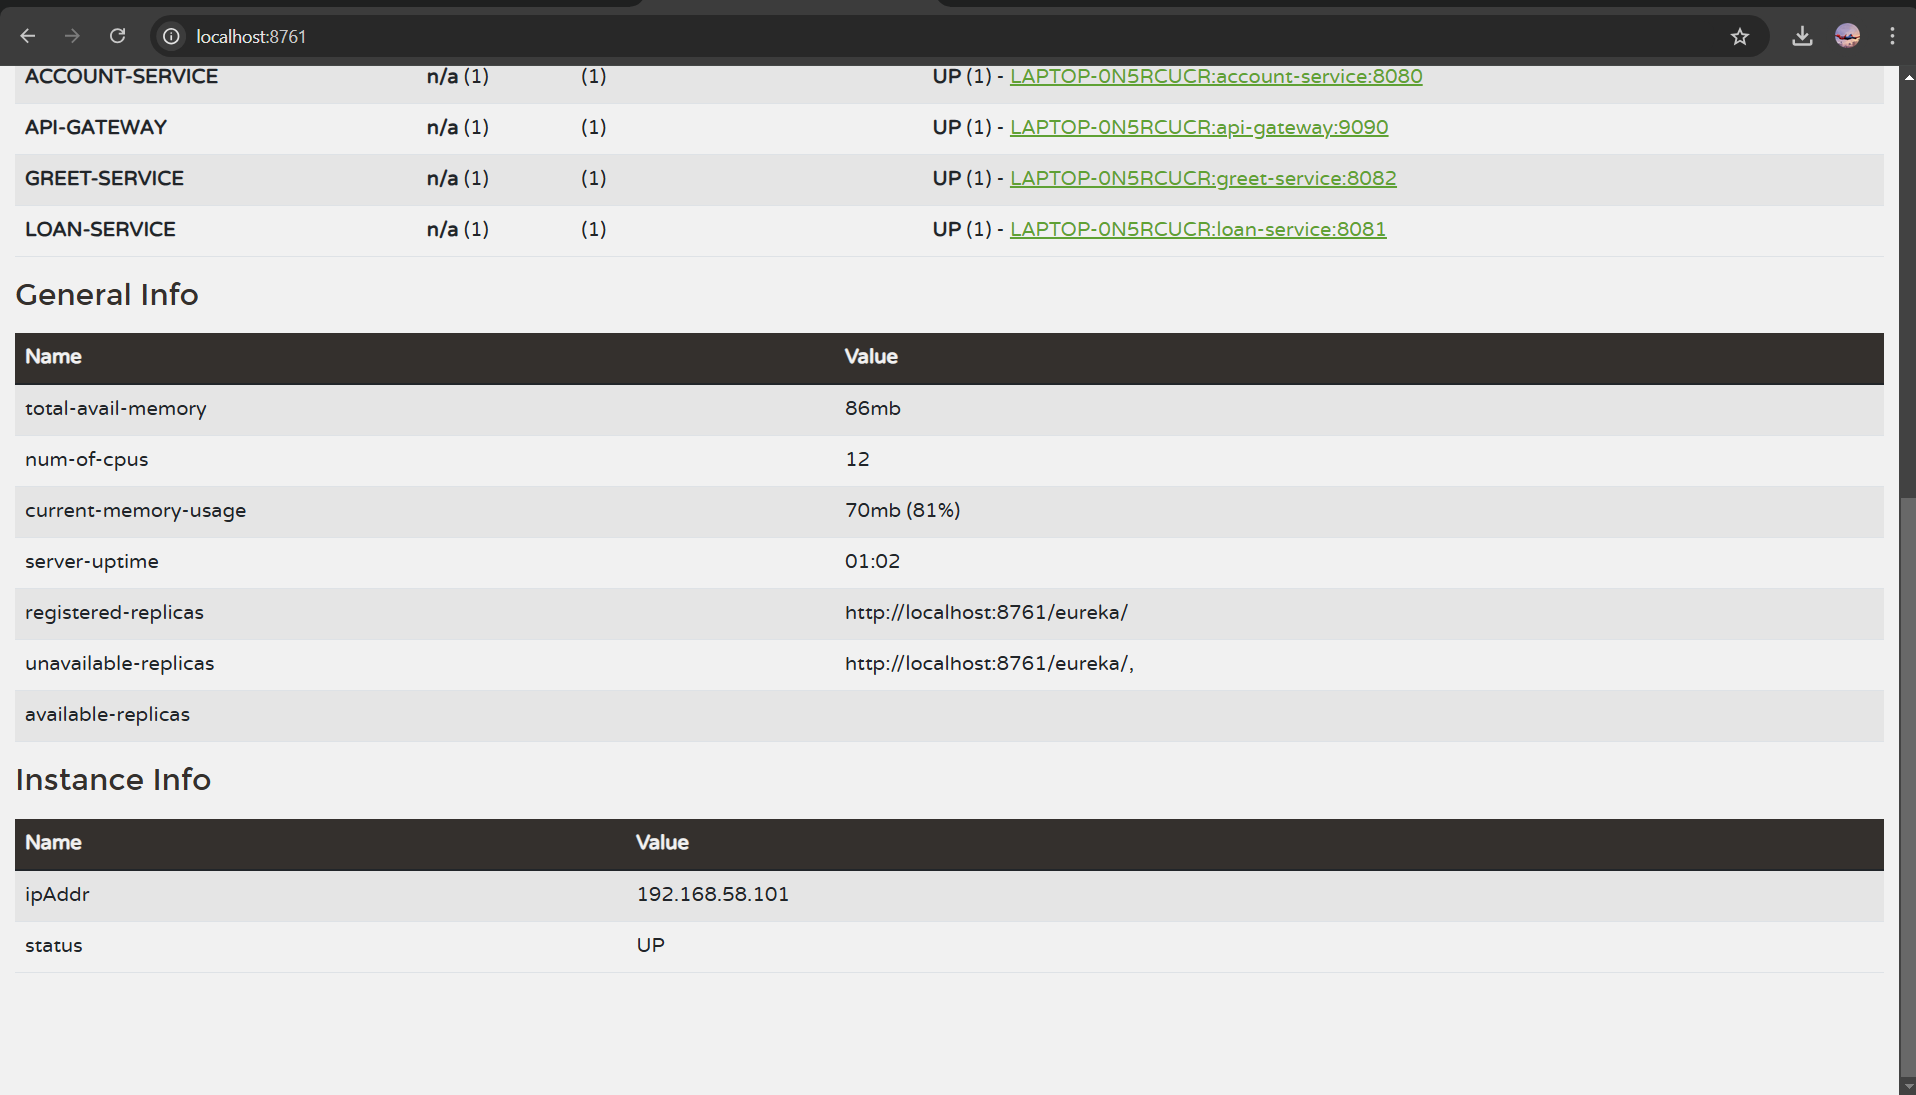 localhost:8761
ACCOUNT-SERVICE n/a (1) (1) UP (1) - LAPTOP-0N5RCUCR:account-service:8080
API-GATEWAY n/a (1) (1) UP (1) - LAPTOP-0N5RCUCR:api-gateway:9090
GREET-SERVICE n/a (1) (1) UP (1) - LAPTOP-0N5RCUCR:greet-service:8082
LOAN-SERVICE n/a (1) (1) UP (1) - LAPTOP-0N5RCUCR:loan-service:8081
General Info
Name Value
total-avail-memory 86mb
num-of-cpus 12
current-memory-usage 70mb (81%)
server-uptime 01:02
registered-replicas http://localhost:8761/eureka/
unavailable-replicas http://localhost:8761/eureka/,
available-replicas
Instance Info
Name Value
ipAddr 192.168.58.101
status UP